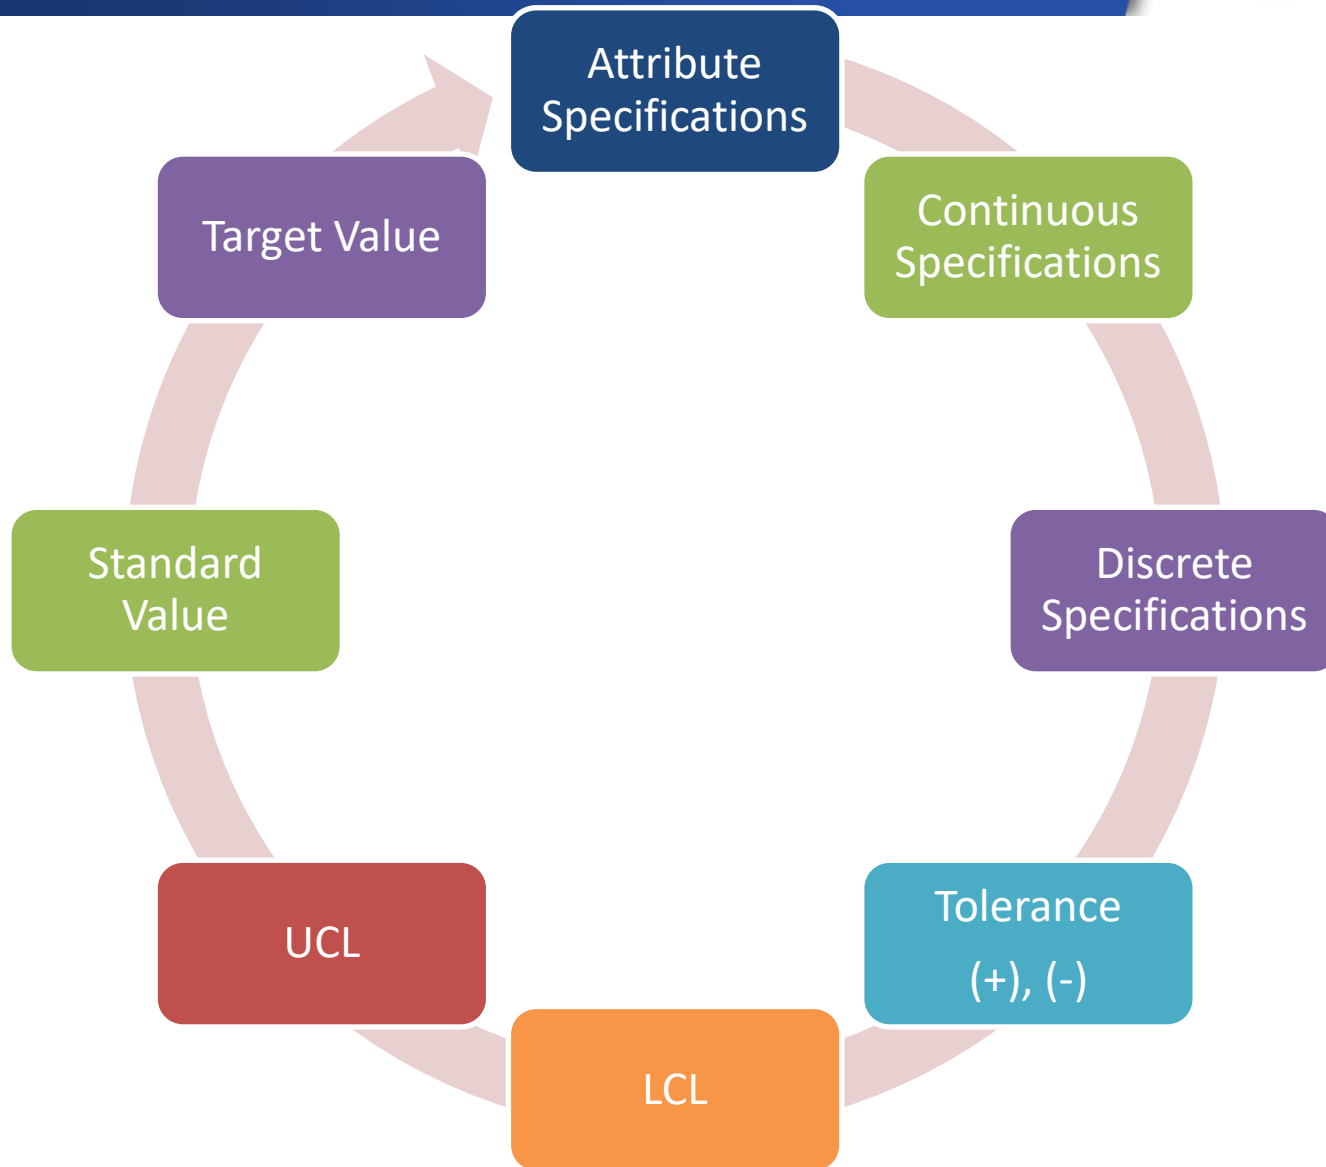 Attribute
Specifications
Continuous
Specifications
Discrete
Specifications
Tolerance
(+), (-)
LCL
UCL
Standard
Value
Target Value